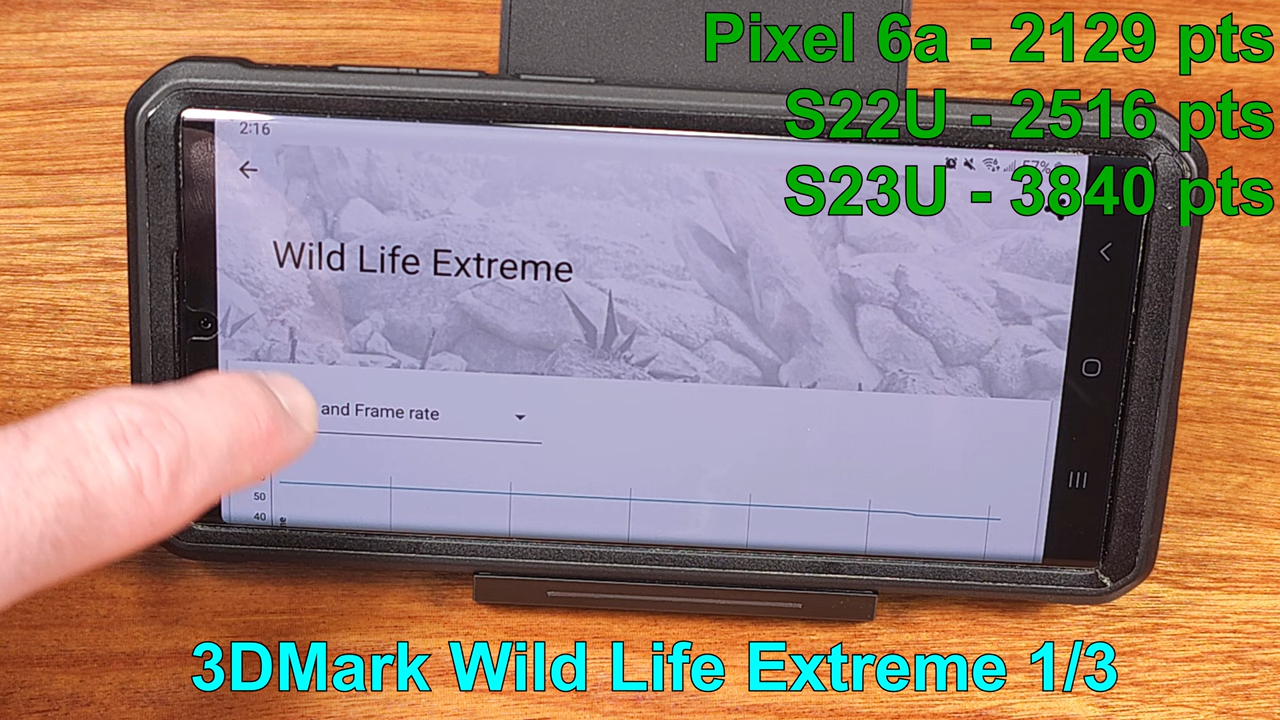 Pixel 6a - 2129 pts
S22U - 2516 pts
S23U - 3840 pts
2:16
57%
Wild Life Extreme
and Frame rate
50
40
3DMark Wild Life Extreme 1/3